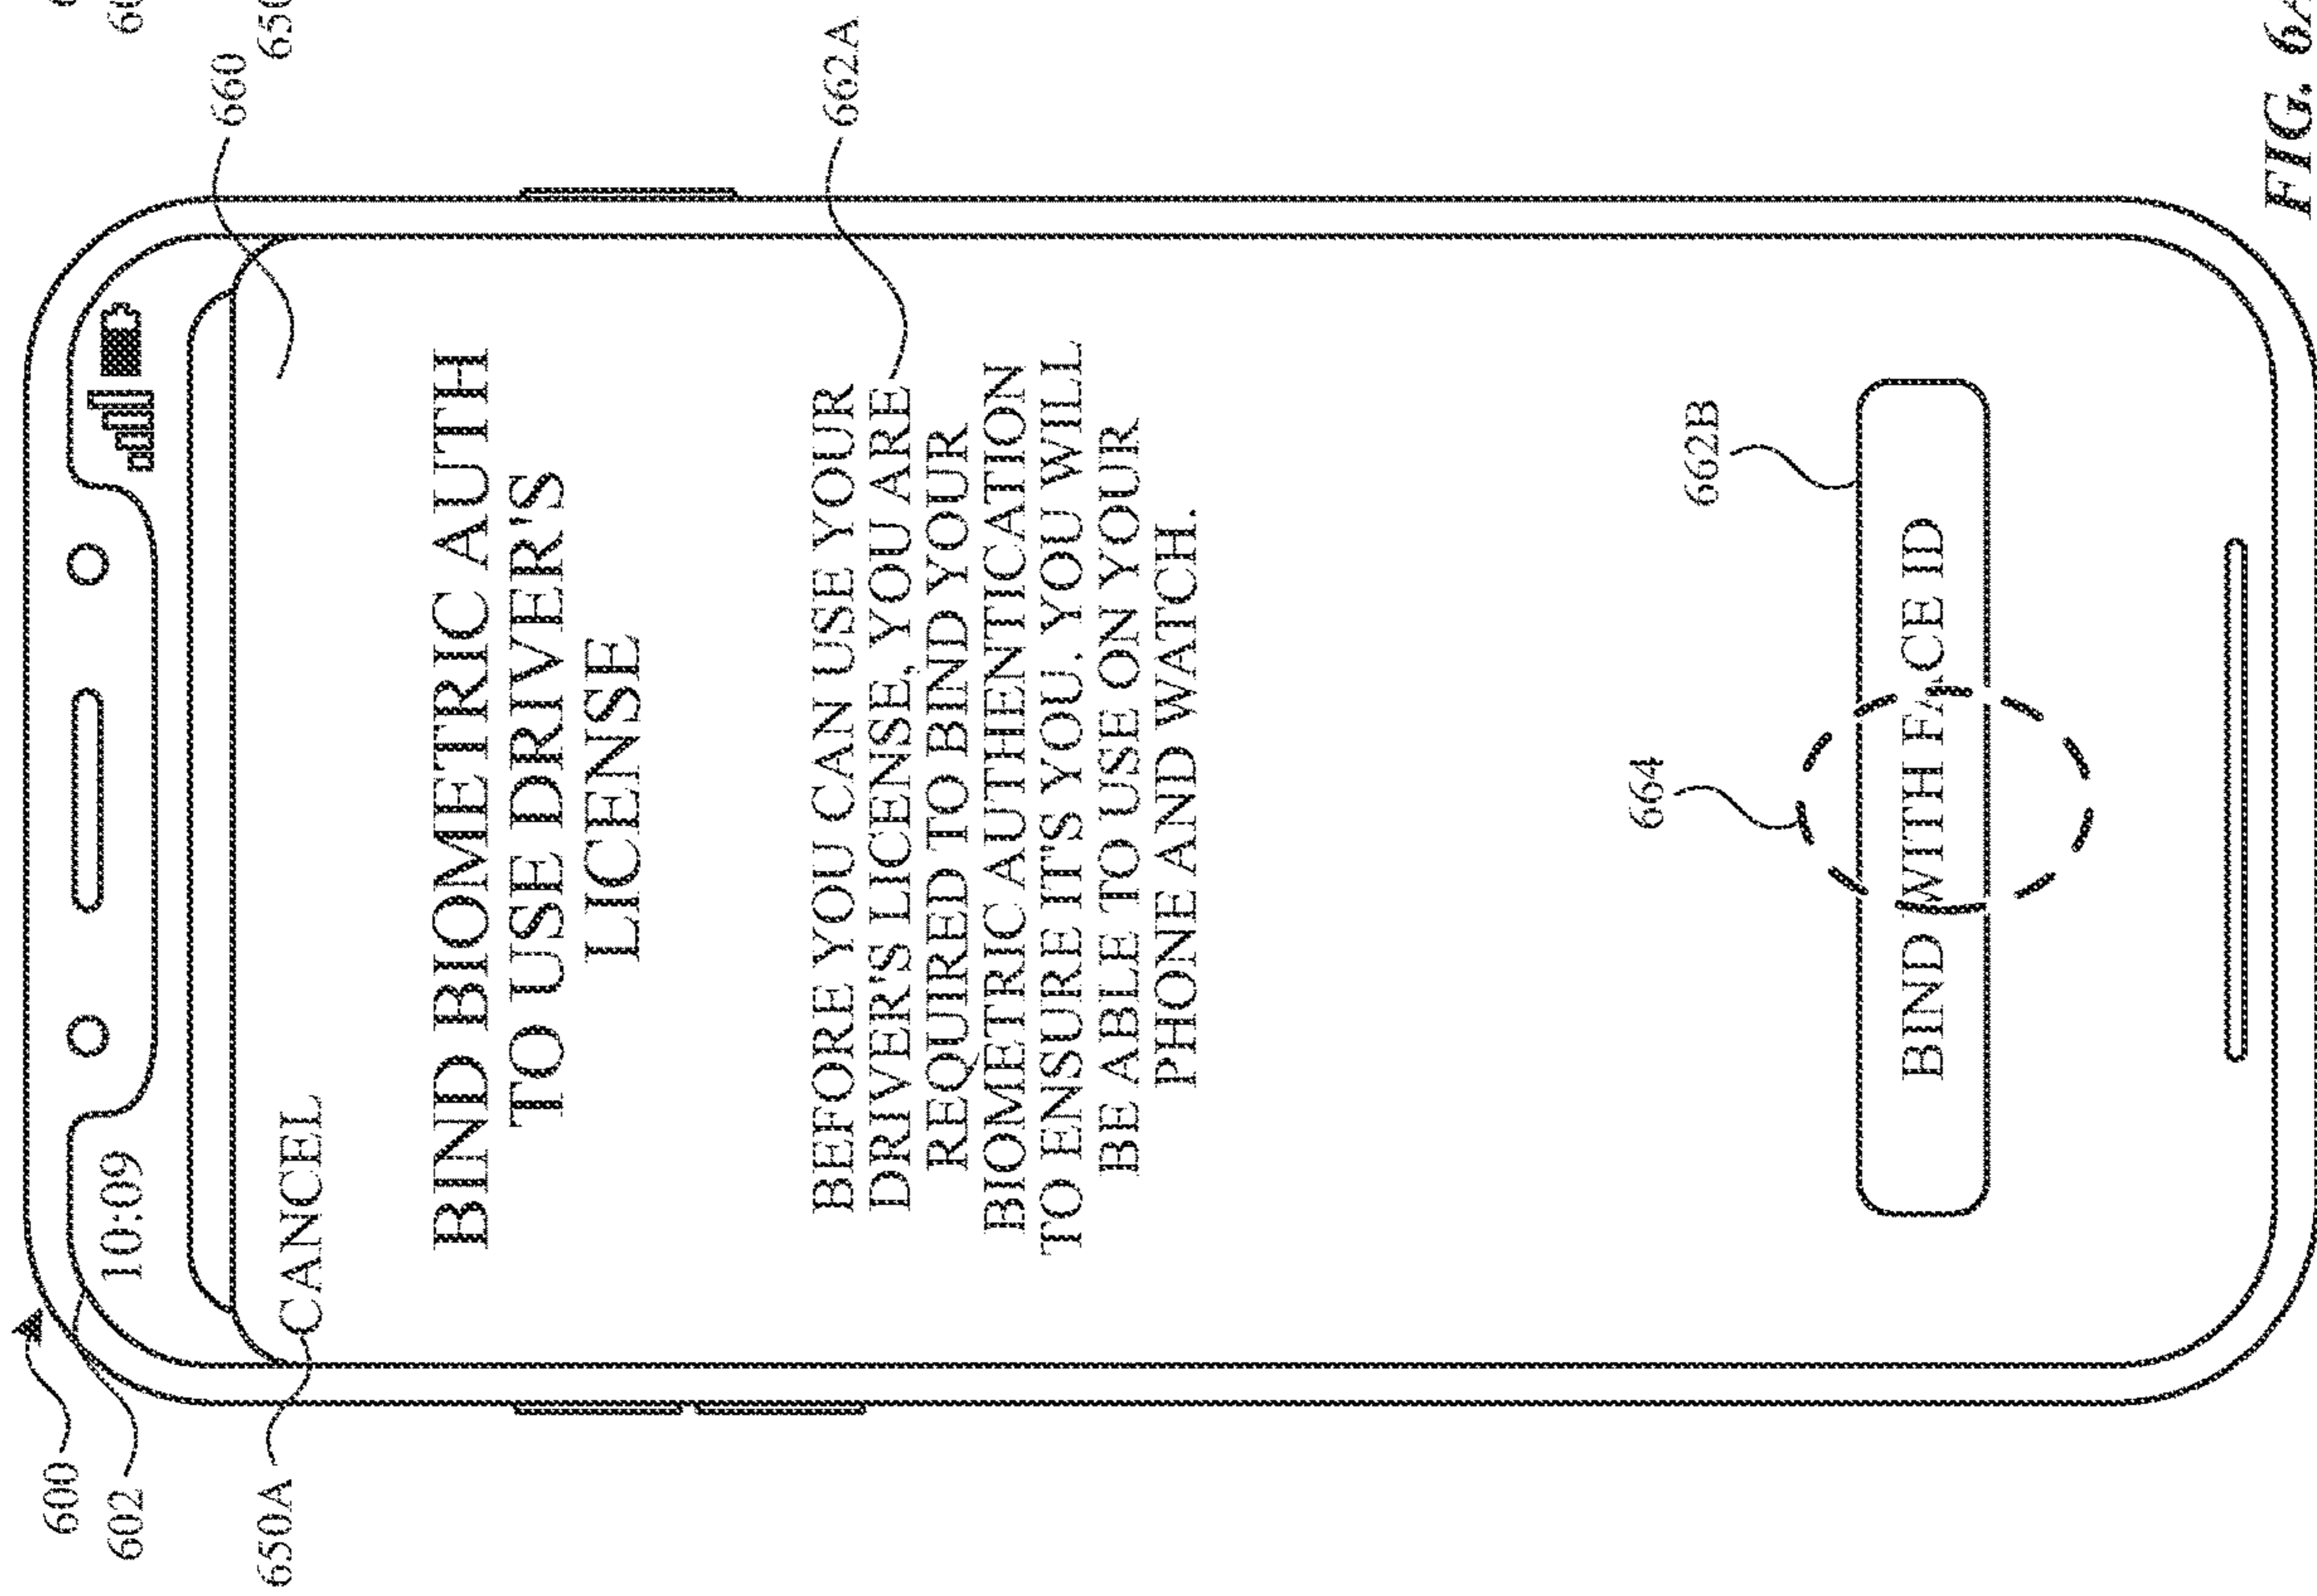 600
602
10:09
660
650A
CANCEL
BIND BIOMETRIC AUTH
TO USE DRIVER'S
LICENSE
BEFORE YOU CAN USE YOUR
DRIVER'S LICENSE, YOU ARE
REQUIRED TO BIND YOUR
BIOMETRIC AUTHENTICATION
TO ENSURE IT'S YOU. YOU WILL
BE ABLE TO USE ON YOUR
PHONE AND WATCH.
662A
664
662B
BIND WITH FACE ID
FIG.